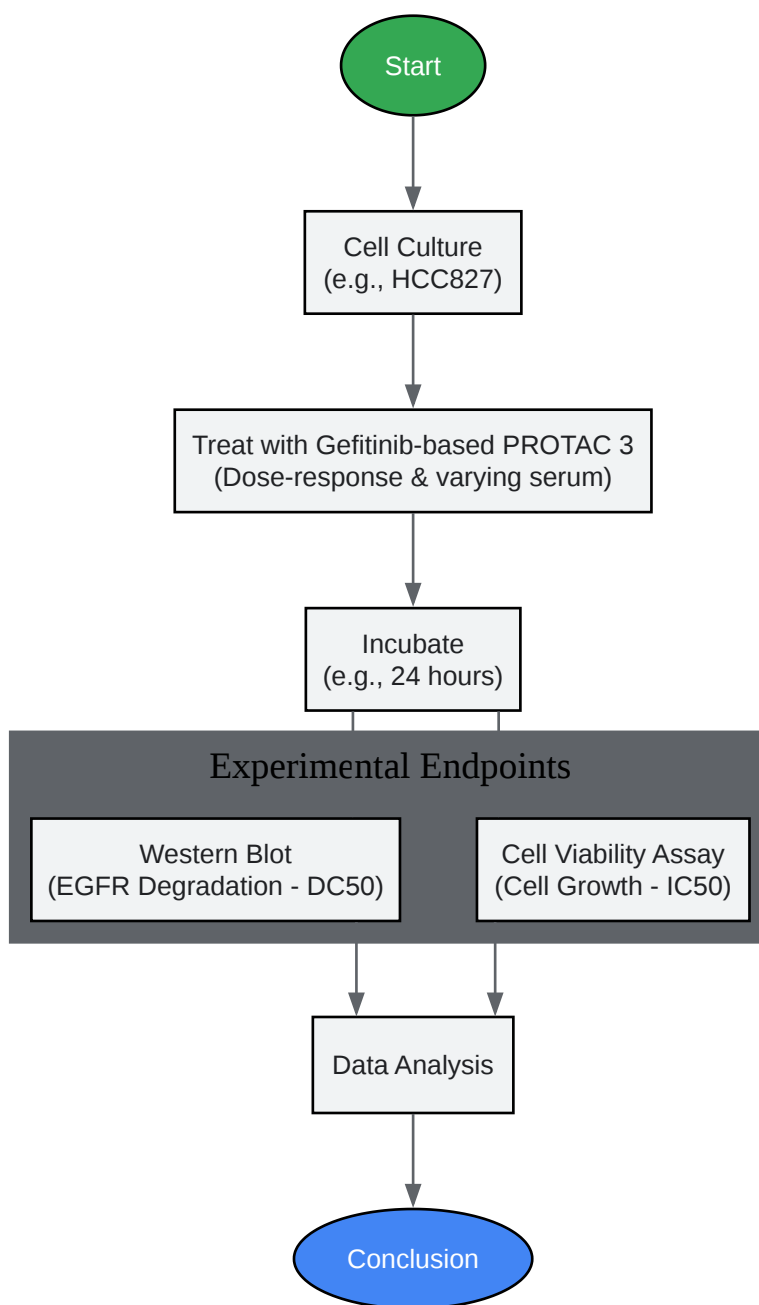 Start
Cell Culture
(e.g., HCC827)
Treat with Gefitinib-based PROTAC 3
(Dose-response & varying serum)
Incubate
(e.g., 24 hours)
Experimental Endpoints
Western Blot
(EGFR Degradation - DC50)
Cell Viability Assay
(Cell Growth - IC50)
Data Analysis
Conclusion